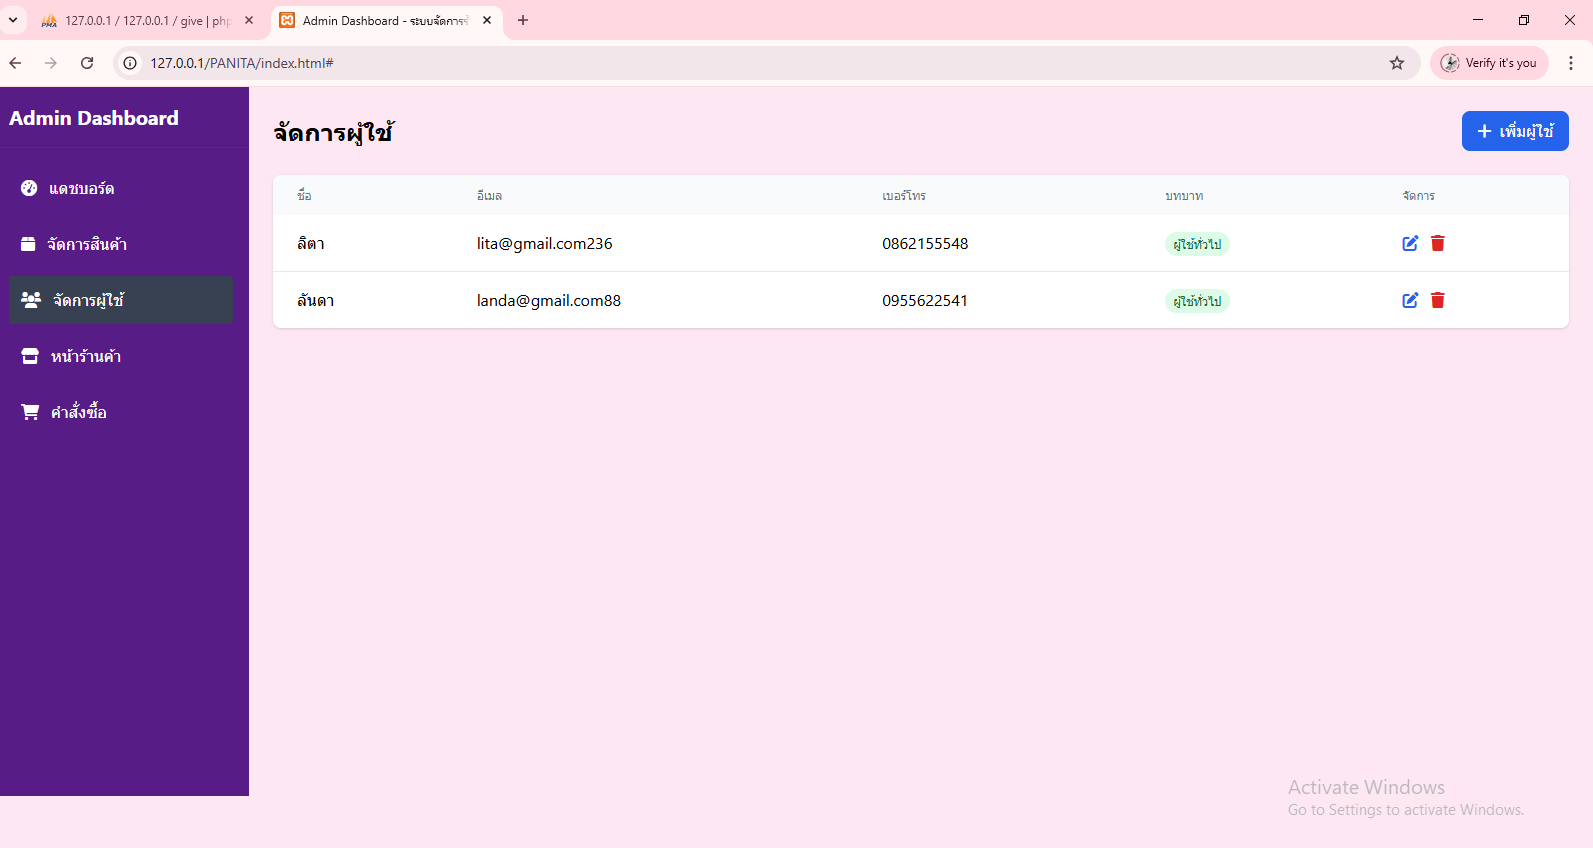 127.0.0.1 / 127.0.0.1 / give | php
Admin Dashboard - ระบบจัดการร้
127.0.0.1/PANITA/index.html#
Verify it's you
Admin Dashboard
แดชบอร์ด
จัดการสินค้า
จัดการผู้ใช้
หน้าร้านค้า
คำสั่งซื้อ
จัดการผู้ใช้
เพิ่มผู้ใช้
ชื่อ อีเมล เบอร์โทร บทบาท จัดการ
ลิตา lita@gmail.com236 0862155548 ผู้ใช้ทั่วไป
ลันดา landa@gmail.com88 0955622541 ผู้ใช้ทั่วไป
Activate Windows
Go to Settings to activate Windows.